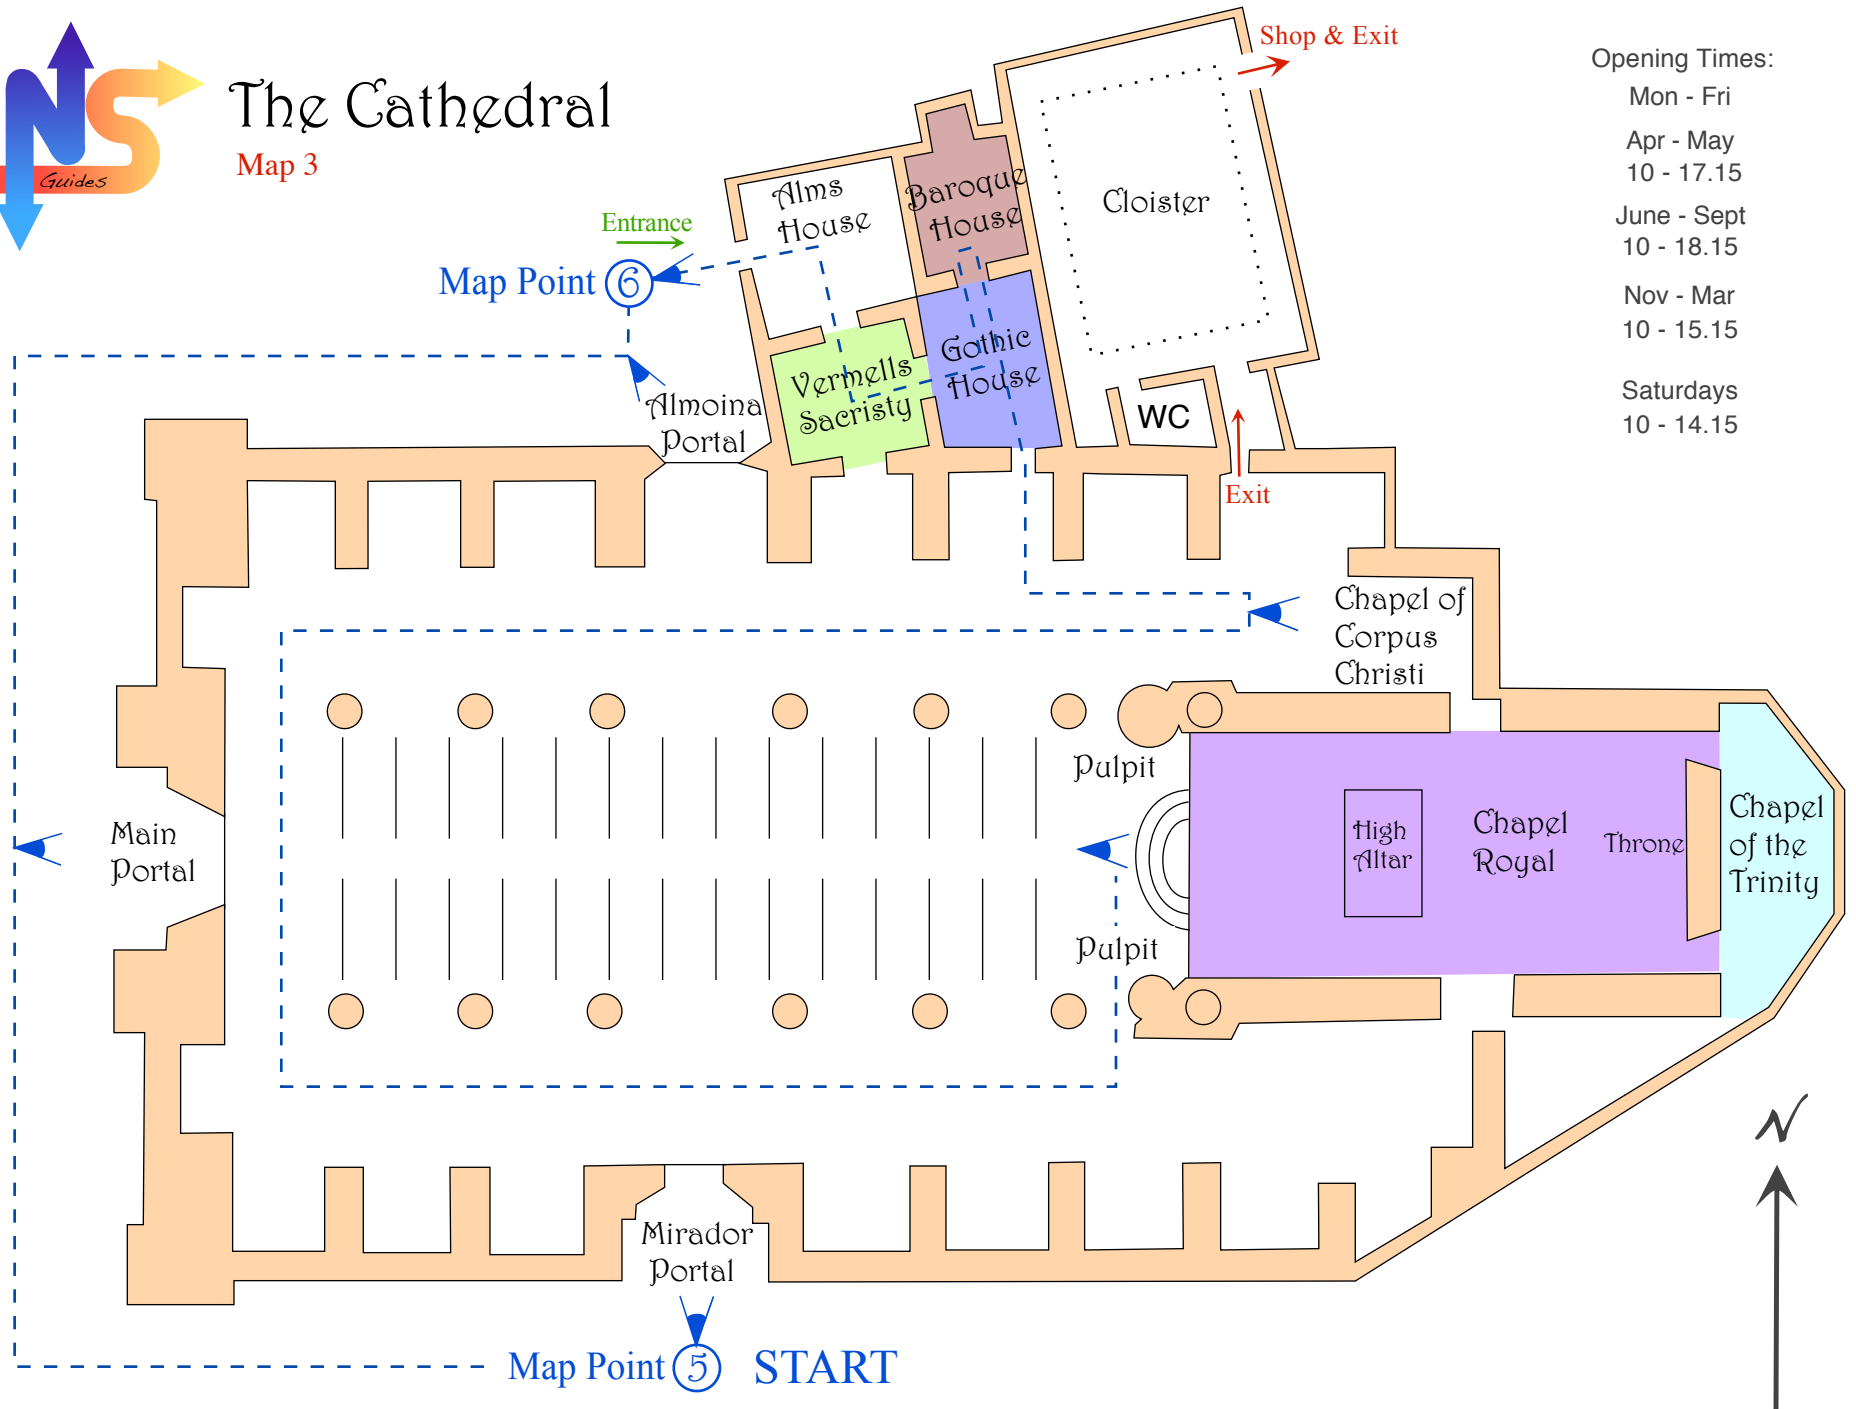 NS
Guides
The Cathedral
Map 3
Opening Times:
Mon - Fri
Apr - May
10 - 17.15
June - Sept
10 - 18.15
Nov - Mar
10 - 15.15
Saturdays
10 - 14.15
Shop & Exit
Entrance
Map Point 6
Alms
House
Baroque
House
Cloister
Vermells
Sacristy
Gothic
House
WC
Exit
Almoina
Portal
Chapel of
Corpus
Christi
Main
Portal
Pulpit
Pulpit
High
Altar
Chapel
Royal
Throne
Chapel
of the
Trinity
Mirador
Portal
Map Point 5 START
N